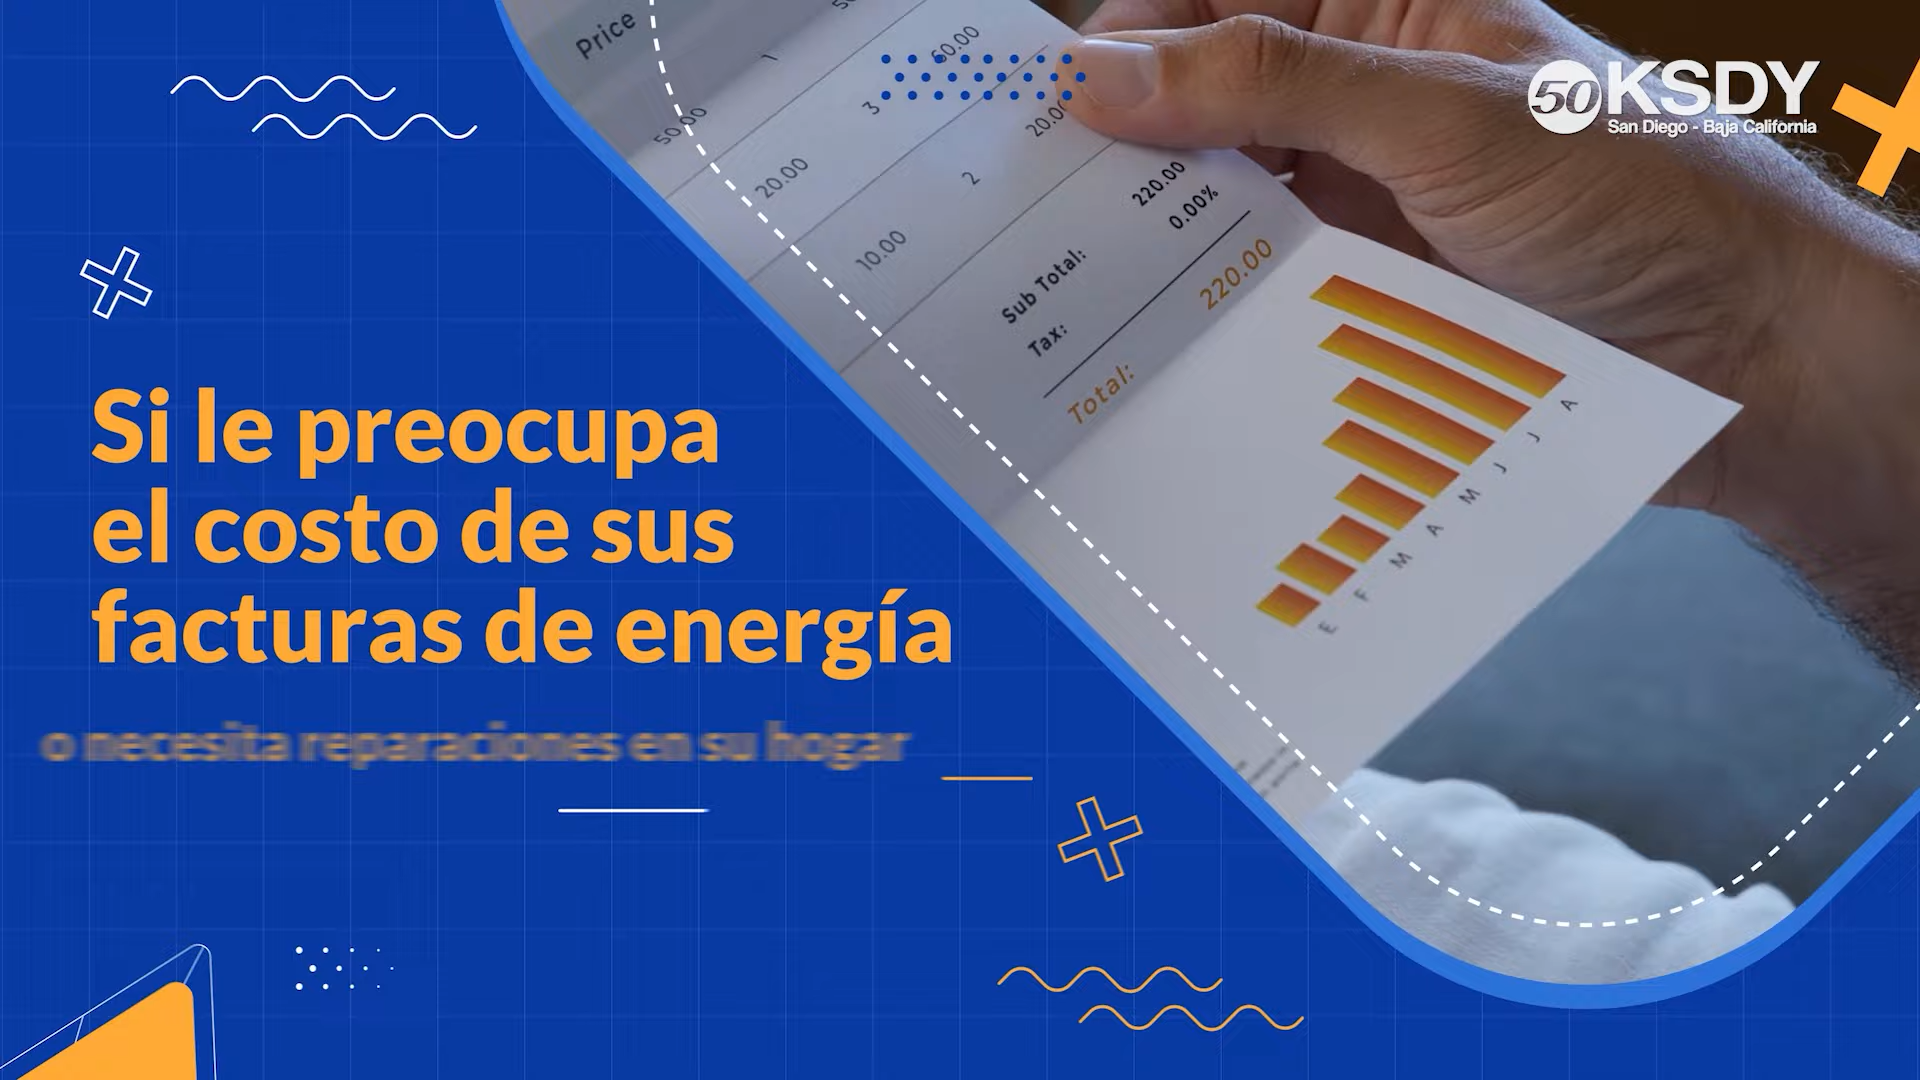 50 KSDY
San Diego - Baja California
Price
50.00
1
60.00
20.00
3
20.00
10.00
2
220.00
Sub Total:
0.00%
Tax:
Total: 220.00
E F M A M J J A
Si le preocupa
el costo de sus
facturas de energía
o necesita reparaciones en su hogar